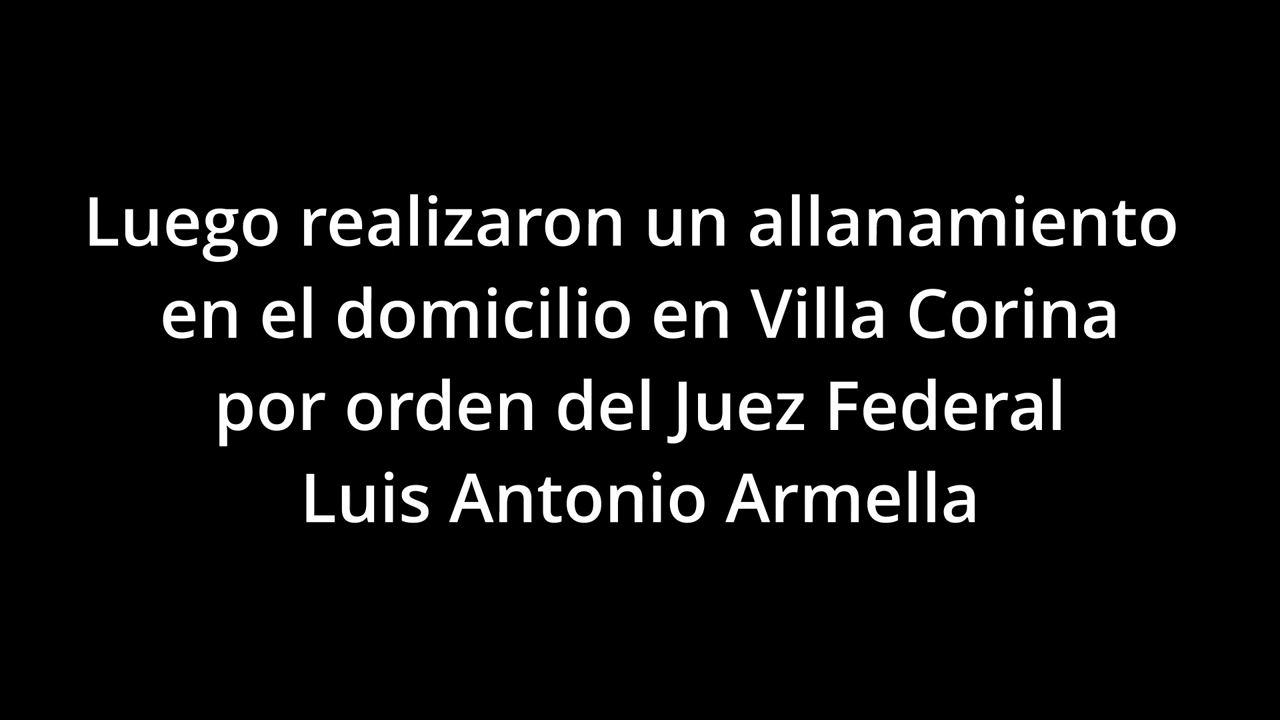 Luego realizaron un allanamiento
en el domicilio en Villa Corina
por orden del Juez Federal
Luis Antonio Armella